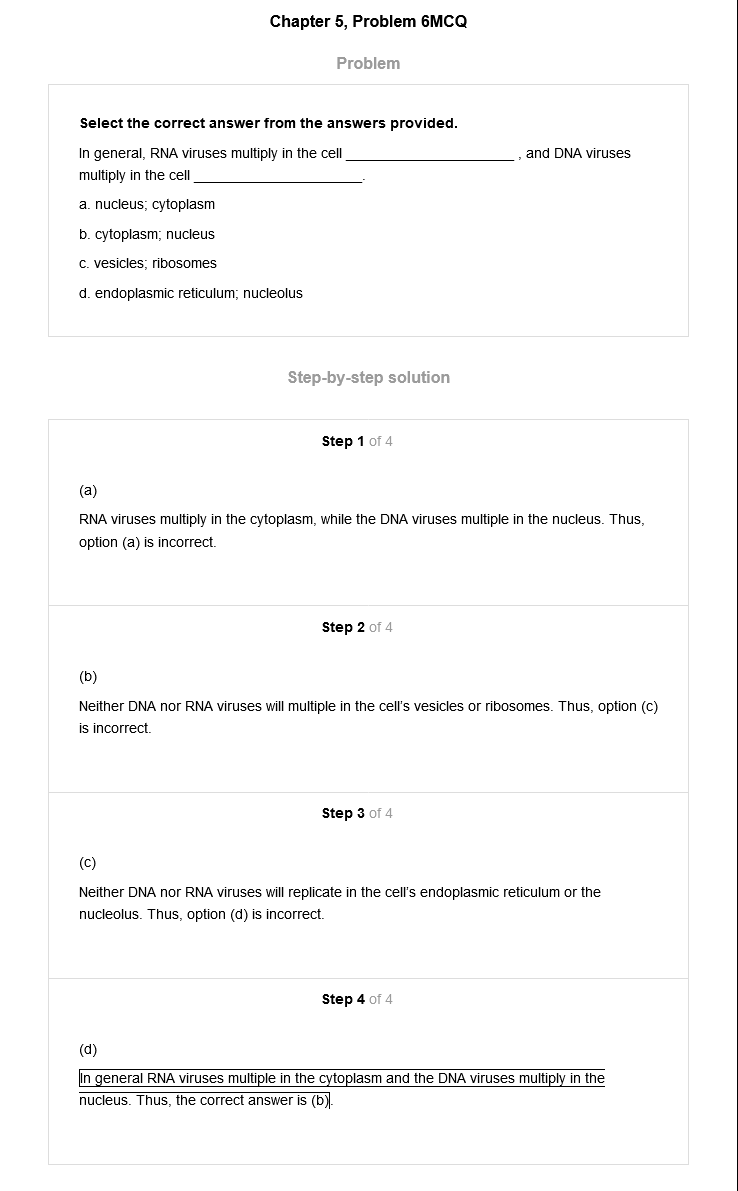 Chapter 5, Problem 6MCQ
Problem
Select the correct answer from the answers provided.
In general, RNA viruses multiply in the cell ______________________ , and DNA viruses
multiply in the cell ______________________.
a. nucleus; cytoplasm
b. cytoplasm; nucleus
c. vesicles; ribosomes
d. endoplasmic reticulum; nucleolus
Step-by-step solution
Step 1 of 4
(a)
RNA viruses multiply in the cytoplasm, while the DNA viruses multiple in the nucleus. Thus,
option (a) is incorrect.
Step 2 of 4
(b)
Neither DNA nor RNA viruses will multiple in the cell’s vesicles or ribosomes. Thus, option (c)
is incorrect.
Step 3 of 4
(c)
Neither DNA nor RNA viruses will replicate in the cell’s endoplasmic reticulum or the
nucleolus. Thus, option (d) is incorrect.
Step 4 of 4
(d)
In general RNA viruses multiple in the cytoplasm and the DNA viruses multiply in the
nucleus. Thus, the correct answer is (b).